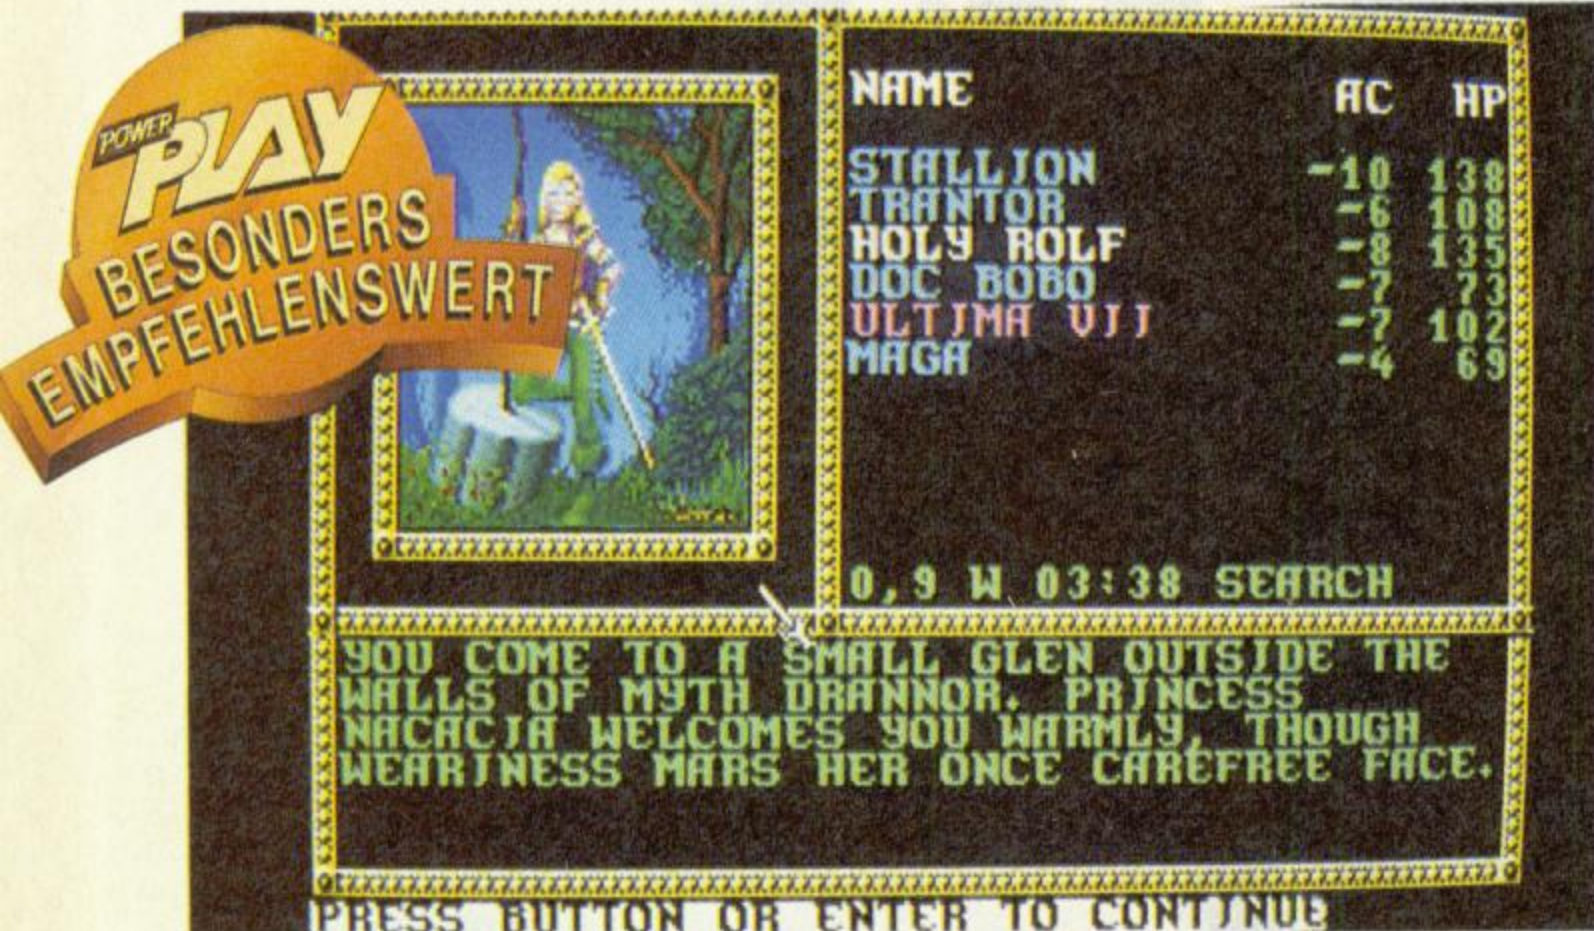 POWER
PLAY
BESONDERS
EMPFEHLENSWERT
NAME AC HP
STALLION -10 138
TRANTOR -6 108
HOLY ROLF -8 135
DOC BOBO -7 73
ULTIMA VII -7 102
MAGA -4 69
0,9 W 03:38 SEARCH
YOU COME TO A SMALL GLEN OUTSIDE THE
WALLS OF MYTH DRANNOR. PRINCESS
NACACIA WELCOMES YOU WARMLY, THOUGH
WEARINESS MARS HER ONCE CAREFREE FACE.
PRESS BUTTON OR ENTER TO CONTINUE